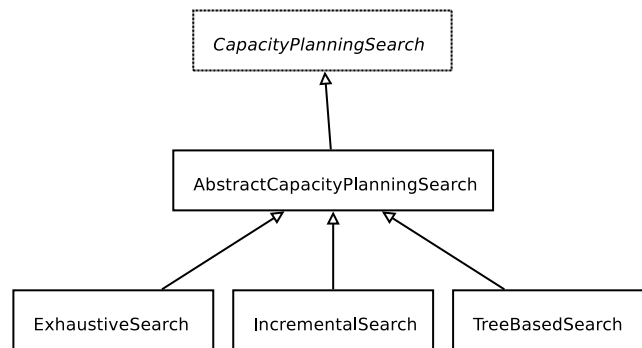 CapacityPlanningSearch
AbstractCapacityPlanningSearch
ExhaustiveSearch
IncrementalSearch
TreeBasedSearch